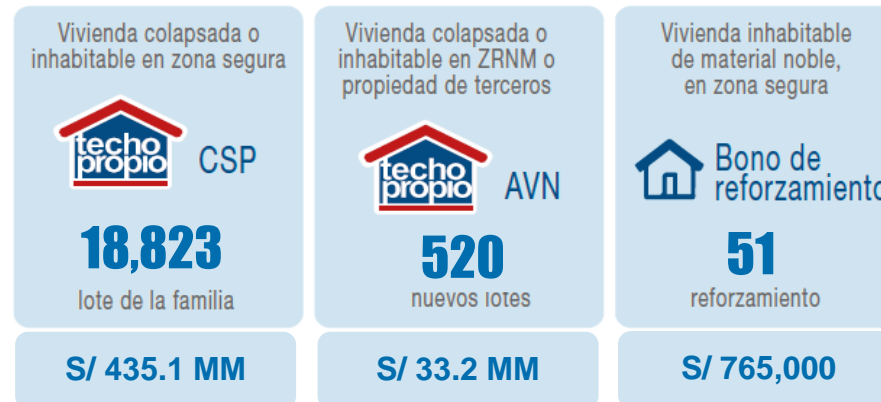 Vivienda colapsada o
inhabitable en zona segura
techo
propio
CSP
18,823
lote de la familia
S/ 435.1 MM
Vivienda colapsada o
inhabitable en ZRNM o
propiedad de terceros
techo
propio
AVN
520
nuevos lotes
S/ 33.2 MM
Vivienda inhabitable
de material noble,
en zona segura
Bono de
reforzamiento
51
reforzamiento
S/ 765,000